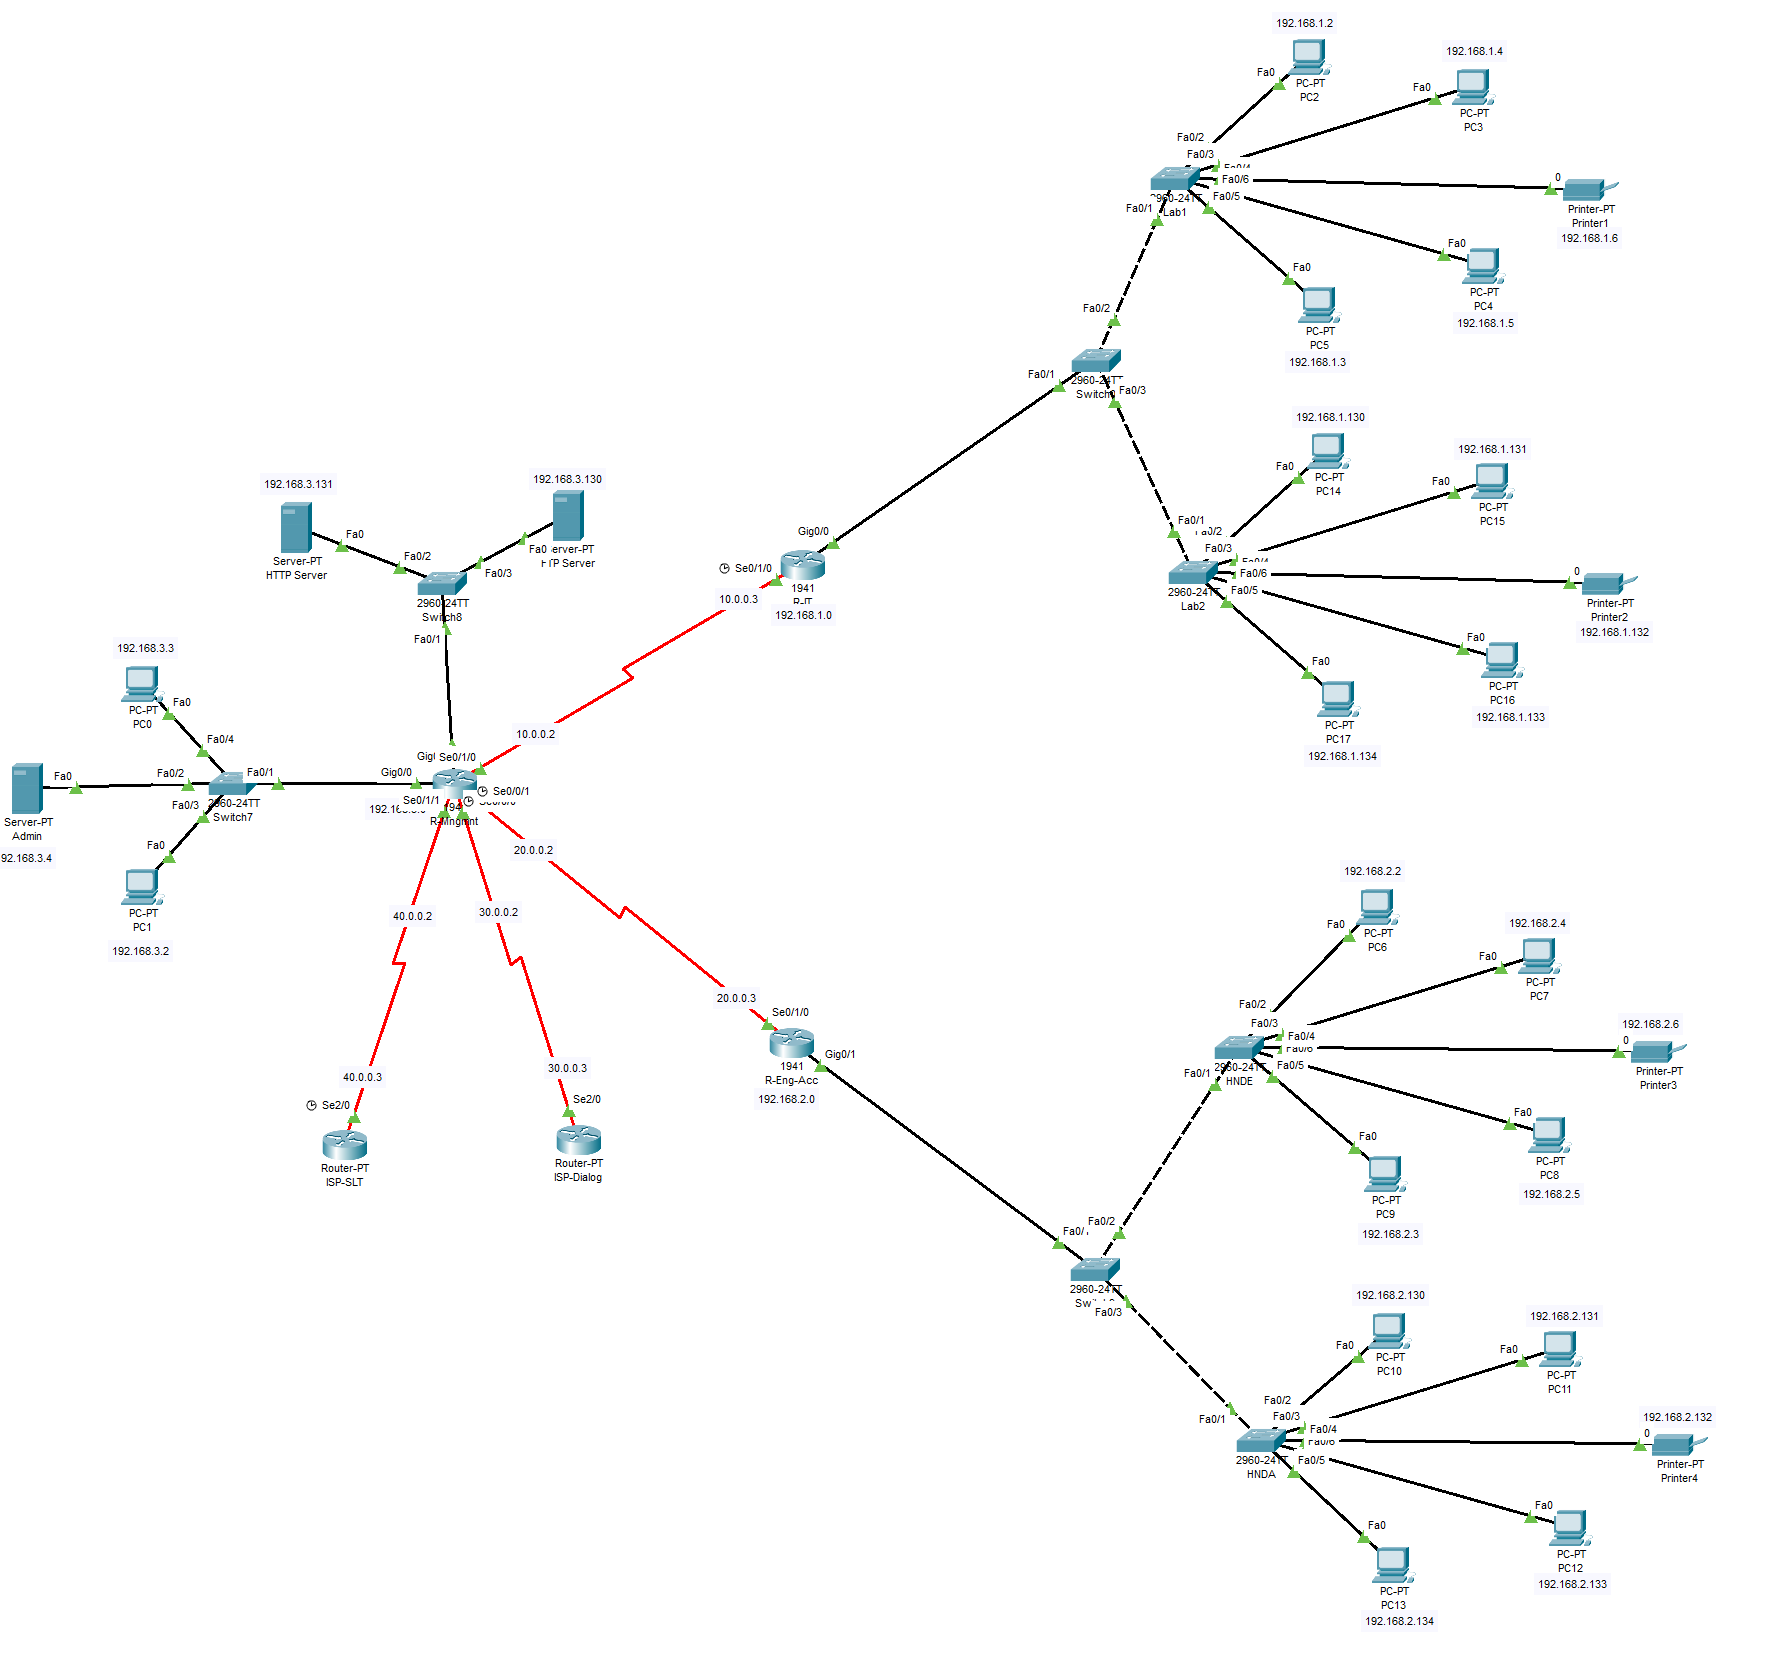 192.168.1.2
Fa0
PC-PT
PC2
192.168.1.4
Fa0
PC-PT
PC3
Fa0/2
Fa0/3
Fa0/4
Fa0/6
Fa0/5
Fa0/1
2960-24TT
Lab1
0
Printer-PT
Printer1
192.168.1.6
Fa0
PC-PT
PC4
192.168.1.5
Fa0
PC-PT
PC5
192.168.1.3
Fa0/2
Fa0/1
2960-24TT
Fa0/3
192.168.1.130
Fa0
PC-PT
PC14
192.168.1.131
Fa0
PC-PT
PC15
Fa0/1
Fa0/2
Fa0/3
Fa0/4
Fa0/6
Fa0/5
2960-24TT
Lab2
0
Printer-PT
Printer2
192.168.1.132
Fa0
PC-PT
PC16
192.168.1.133
Fa0
PC-PT
PC17
192.168.1.134
192.168.3.131
Fa0
Server-PT
HTTP Server
192.168.3.130
Fa0
Server-PT
FTP Server
Fa0/2
Fa0/3
2960-24TT
Switch8
Fa0/1
Gig0/0
Se0/1/0
10.0.0.3
1941
R-IT
192.168.1.0
192.168.3.3
Fa0
PC-PT
PC0
Fa0/4
Fa0/2
Fa0/1
Fa0/3
2960-24TT
Switch7
Fa0
Server-PT
Admin
92.168.3.4
Fa0
PC-PT
PC1
192.168.3.2
10.0.0.2
Se0/1/0
Gig0/0
Se0/0/1
Se0/1/1
R-Mngmnt
20.0.0.2
40.0.0.2
30.0.0.2
20.0.0.3
Se0/1/0
1941
R-Eng-Acc
192.168.2.0
Gig0/1
40.0.0.3
Se2/0
Router-PT
ISP-SLT
30.0.0.3
Se2/0
Router-PT
ISP-Dialog
192.168.2.2
Fa0
PC-PT
PC6
192.168.2.4
Fa0
PC-PT
PC7
Fa0/2
Fa0/3
Fa0/4
Fa0/6
Fa0/5
Fa0/1
2960-24TT
HNDE
192.168.2.6
0
Printer-PT
Printer3
Fa0
PC-PT
PC8
192.168.2.5
Fa0
PC-PT
PC9
192.168.2.3
Fa0/2
2960-24TT
Fa0/3
192.168.2.130
Fa0
PC-PT
PC10
192.168.2.131
Fa0
PC-PT
PC11
Fa0/2
Fa0/3
Fa0/4
Fa0/6
Fa0/5
Fa0/1
2960-24TT
HNDA
192.168.2.132
0
Printer-PT
Printer4
Fa0
PC-PT
PC12
192.168.2.133
Fa0
PC-PT
PC13
192.168.2.134